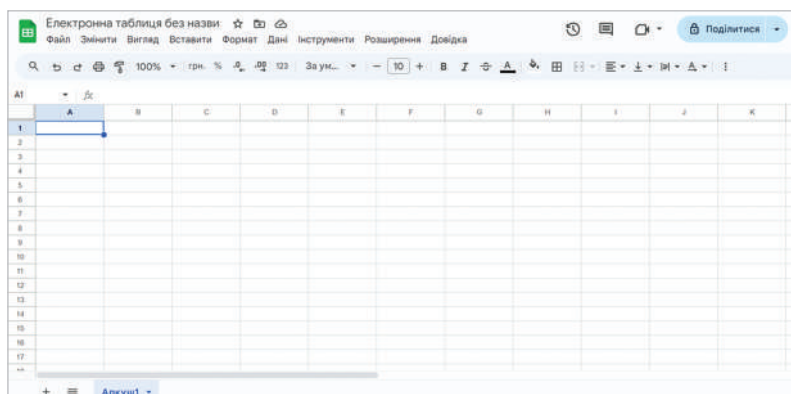 Електронна таблиця без назви
Файл Змінити Вигляд Вставити Формат Дані Інструменти Розширення Довідка
Поділитися
100% грн. % .0 .00 123 За ум... − 10 + B I A
A1 fx
A B C D E F G H I J K
1
2
3
4
5
6
7
8
9
10
11
12
13
14
15
16
17
+ Аркуш1